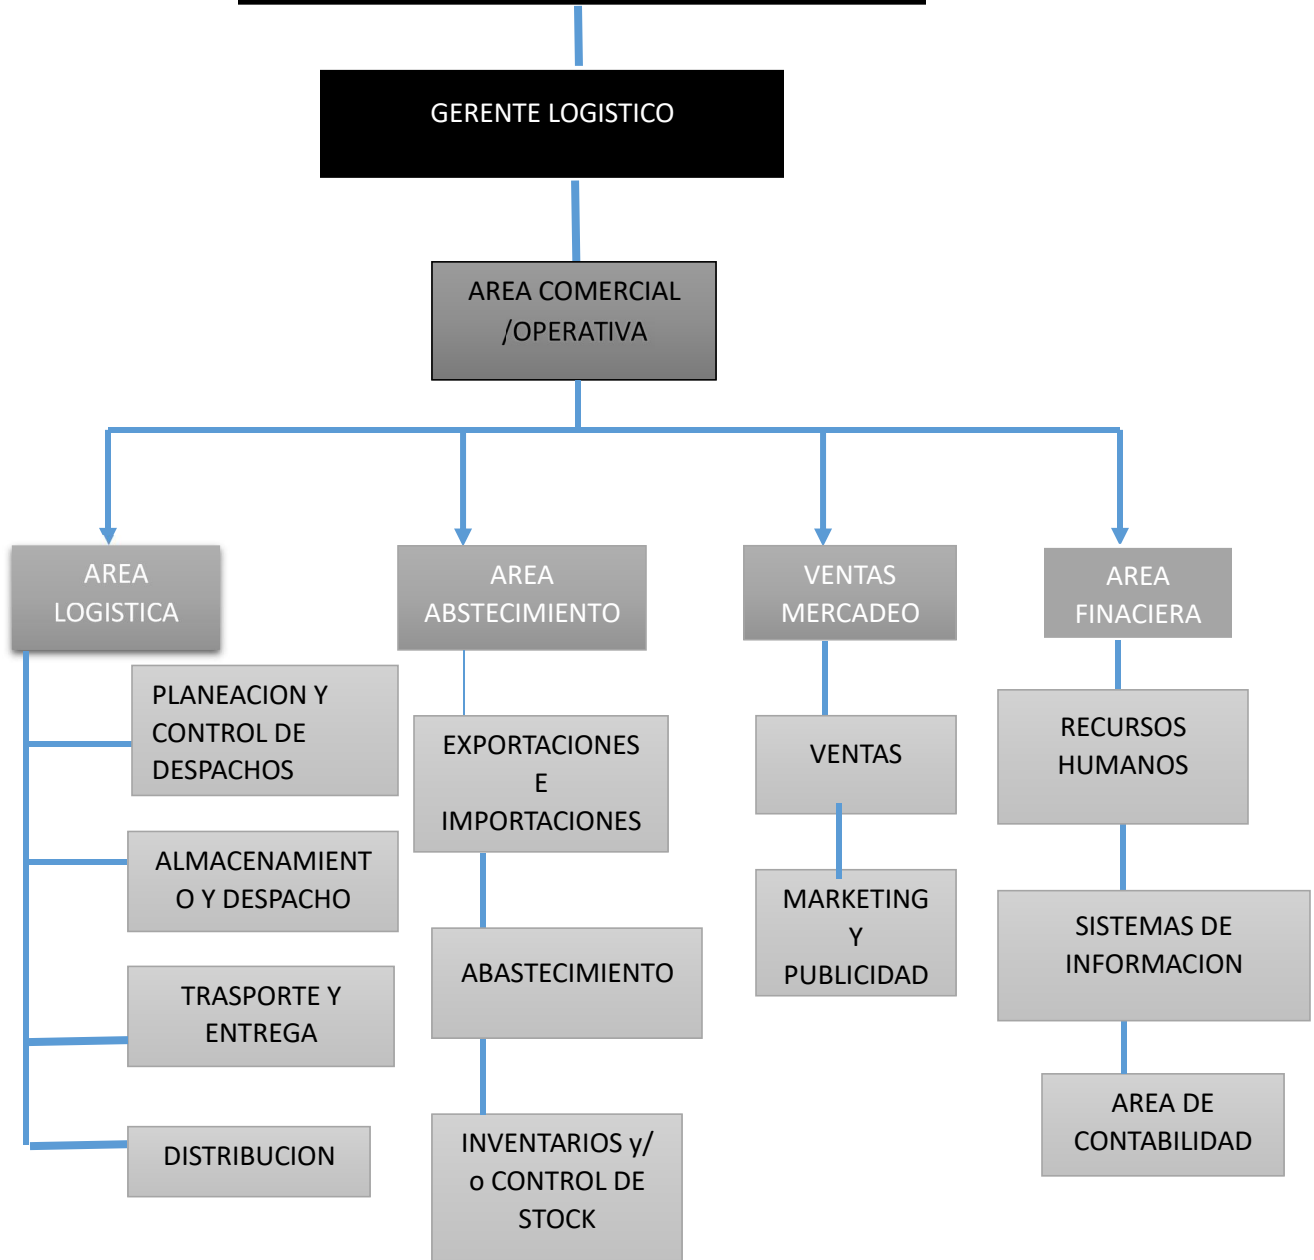 GERENTE LOGISTICO
AREA COMERCIAL
/OPERATIVA
AREA
LOGISTICA
AREA
ABSTECIMIENTO
VENTAS
MERCADEO
AREA
FINACIERA
PLANEACION Y
CONTROL DE
DESPACHOS
ALMACENAMIENT
O Y DESPACHO
TRASPORTE Y
ENTREGA
DISTRIBUCION
EXPORTACIONES
E
IMPORTACIONES
ABASTECIMIENTO
INVENTARIOS y/
o CONTROL DE
STOCK
VENTAS
MARKETING
Y
PUBLICIDAD
RECURSOS
HUMANOS
SISTEMAS DE
INFORMACION
AREA DE
CONTABILIDAD